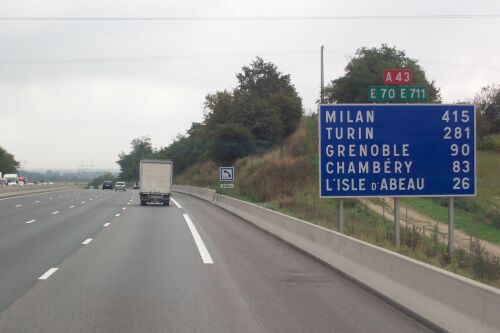 A 43
E 70 E 711
MILAN 415
TURIN 281
GRENOBLE 90
CHAMBÉRY 83
L'ISLE D'ABEAU 26